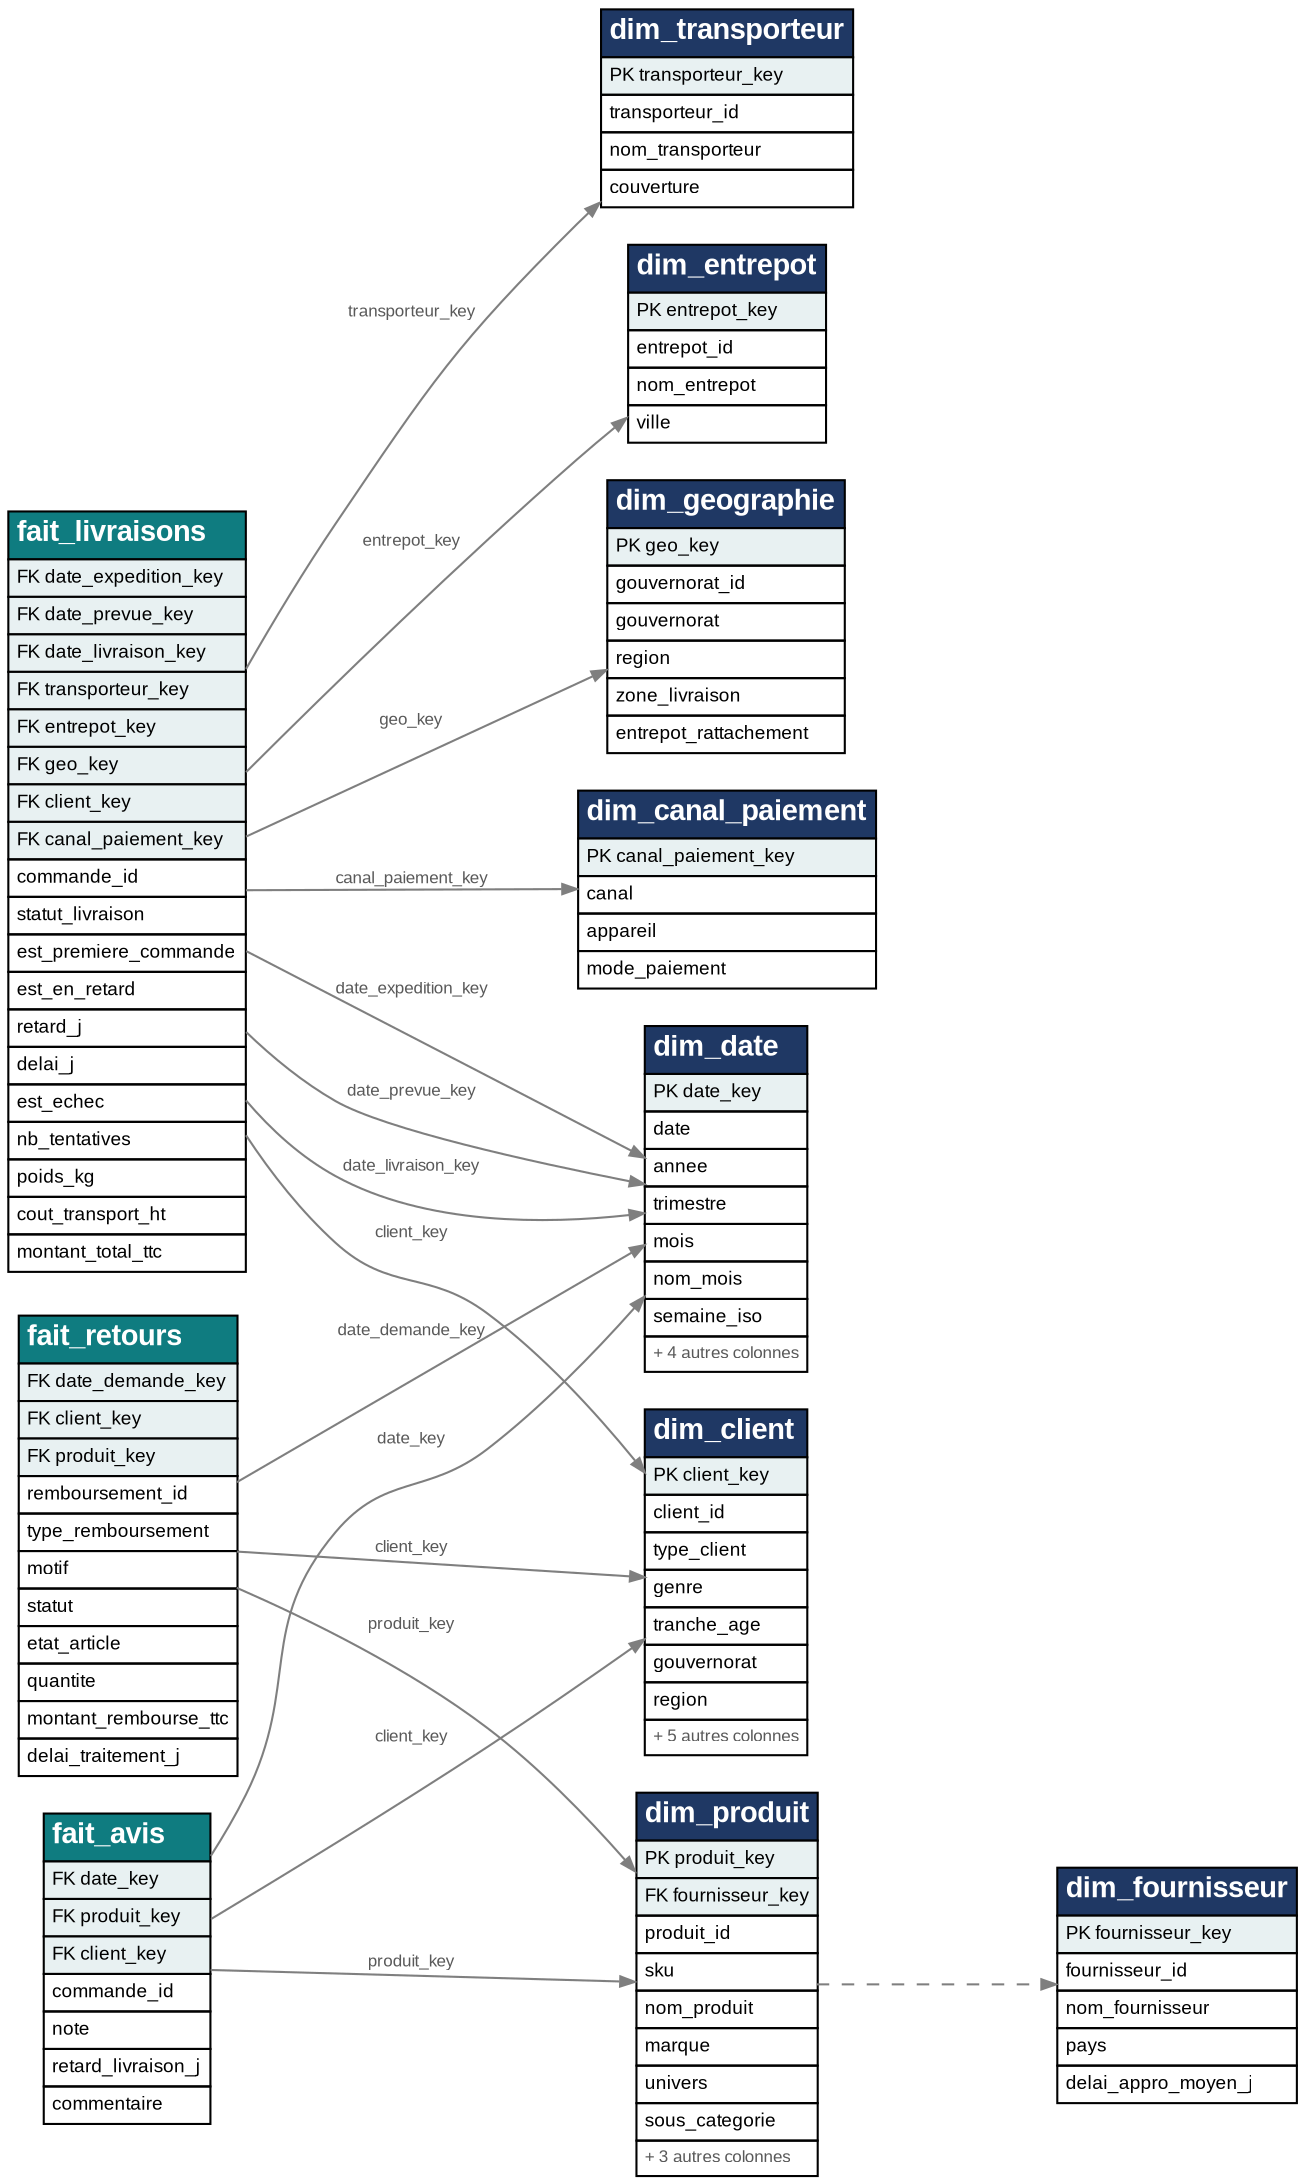 dim_transporteur
PK transporteur_key
transporteur_id
nom_transporteur
couverture
dim_entrepot
PK entrepot_key
entrepot_id
nom_entrepot
ville
dim_geographie
PK geo_key
gouvernorat_id
gouvernorat
region
zone_livraison
entrepot_rattachement
dim_canal_paiement
PK canal_paiement_key
canal
appareil
mode_paiement
dim_date
PK date_key
date
annee
trimestre
mois
nom_mois
semaine_iso
+ 4 autres colonnes
dim_client
PK client_key
client_id
type_client
genre
tranche_age
gouvernorat
region
+ 5 autres colonnes
dim_produit
PK produit_key
FK fournisseur_key
produit_id
sku
nom_produit
marque
univers
sous_categorie
+ 3 autres colonnes
dim_fournisseur
PK fournisseur_key
fournisseur_id
nom_fournisseur
pays
delai_appro_moyen_j
fait_livraisons
FK date_expedition_key
FK date_prevue_key
FK date_livraison_key
FK transporteur_key
FK entrepot_key
FK geo_key
FK client_key
FK canal_paiement_key
commande_id
statut_livraison
est_premiere_commande
est_en_retard
retard_j
delai_j
est_echec
nb_tentatives
poids_kg
cout_transport_ht
montant_total_ttc
fait_retours
FK date_demande_key
FK client_key
FK produit_key
remboursement_id
type_remboursement
motif
statut
etat_article
quantite
montant_rembourse_ttc
delai_traitement_j
fait_avis
FK date_key
FK produit_key
FK client_key
commande_id
note
retard_livraison_j
commentaire
transporteur_key
entrepot_key
geo_key
canal_paiement_key
date_expedition_key
date_prevue_key
date_livraison_key
client_key
date_demande_key
date_key
client_key
produit_key
client_key
produit_key